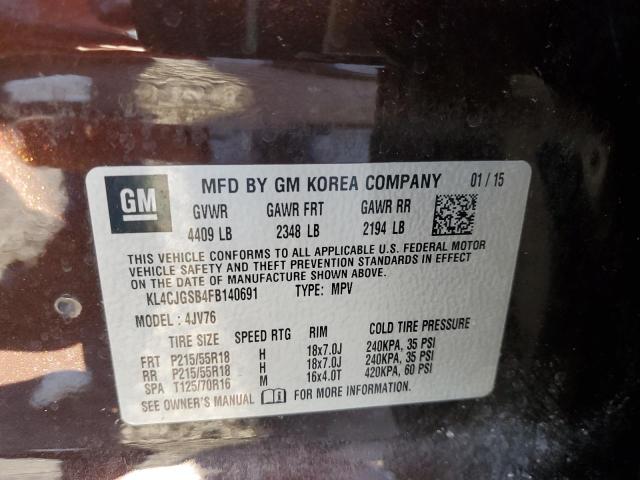 GM
MFD BY GM KOREA COMPANY 01 / 15
GVWR GAWR FRT GAWR RR
4409 LB 2348 LB 2194 LB
THIS VEHICLE CONFORMS TO ALL APPLICABLE U.S. FEDERAL MOTOR
VEHICLE SAFETY AND THEFT PREVENTION STANDARDS IN EFFECT
ON THE DATE OF MANUFACTURE SHOWN ABOVE.
KL4CJGSB4FB140691 TYPE: MPV
MODEL : 4JV76
TIRE SIZE SPEED RTG RIM COLD TIRE PRESSURE
FRT P215/55R18 H 18x7.0J 240KPA, 35 PSI
RR P215/55R18 H 18x7.0J 240KPA, 35 PSI
SPA T125/70R16 M 16x4.0T 420KPA, 60 PSI
SEE OWNER'S MANUAL FOR MORE INFORMATION.